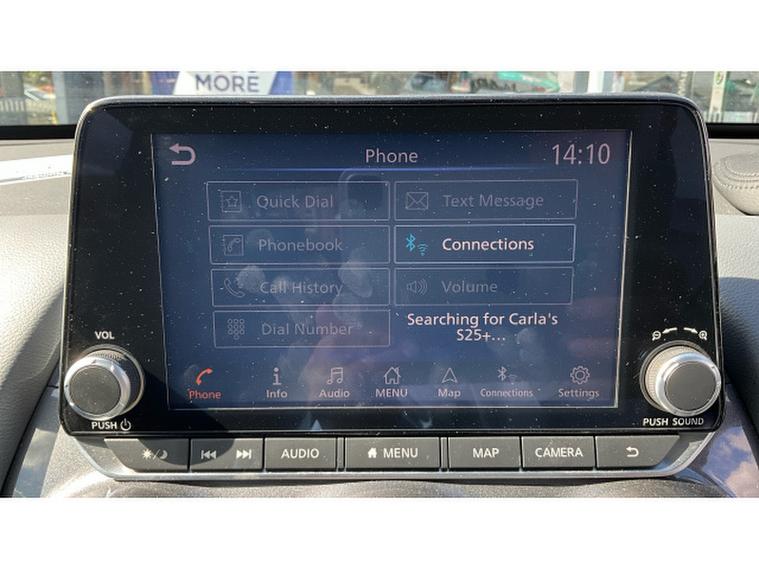 MORE
Phone
14:10
Quick Dial
Text Message
Phonebook
Connections
Call History
Volume
Dial Number
Searching for Carla's
S25+...
Phone
Info
Audio
MENU
Map
Connections
Settings
VOL
PUSH
PUSH SOUND
AUDIO
MENU
MAP
CAMERA